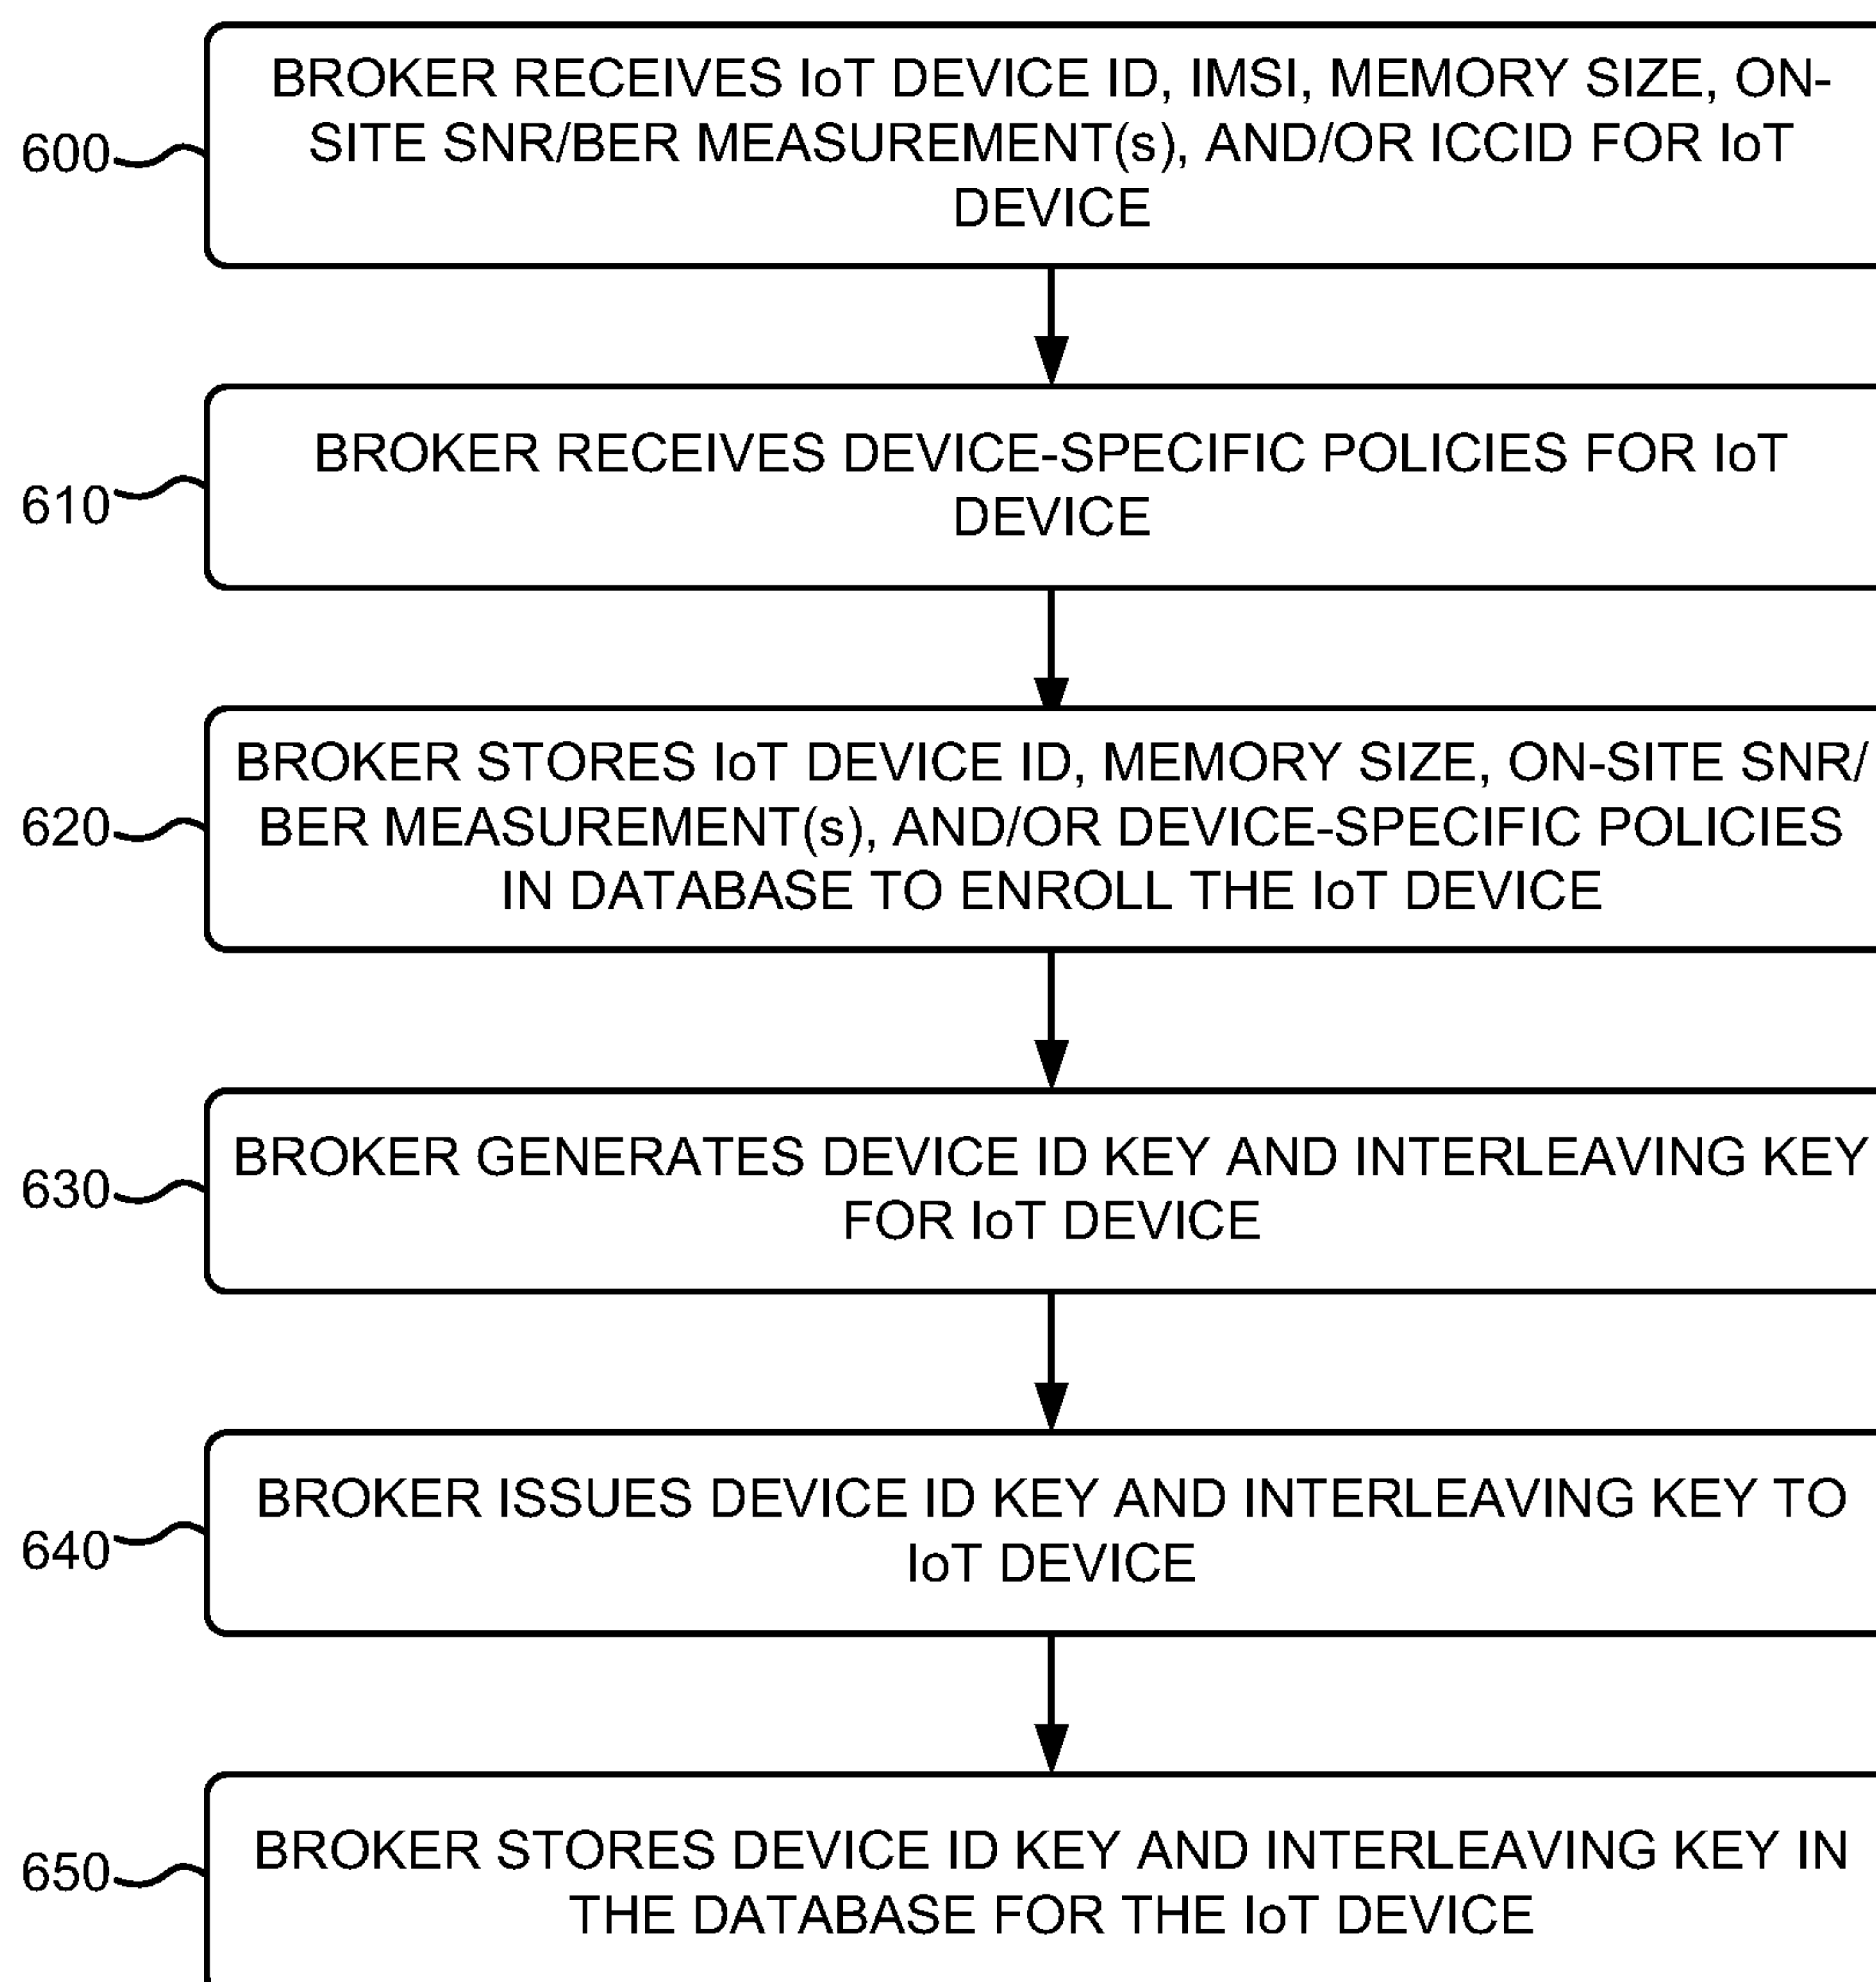 BROKER RECEIVES IoT DEVICE ID, IMSI, MEMORY SIZE, ON-
SITE SNR/BER MEASUREMENT(s), AND/OR ICCID FOR IoT
DEVICE
600
BROKER RECEIVES DEVICE-SPECIFIC POLICIES FOR IoT
DEVICE
610
BROKER STORES IoT DEVICE ID, MEMORY SIZE, ON-SITE SNR/
BER MEASUREMENT(s), AND/OR DEVICE-SPECIFIC POLICIES
IN DATABASE TO ENROLL THE IoT DEVICE
620
BROKER GENERATES DEVICE ID KEY AND INTERLEAVING KEY
FOR IoT DEVICE
630
BROKER ISSUES DEVICE ID KEY AND INTERLEAVING KEY TO
IoT DEVICE
640
BROKER STORES DEVICE ID KEY AND INTERLEAVING KEY IN
THE DATABASE FOR THE IoT DEVICE
650